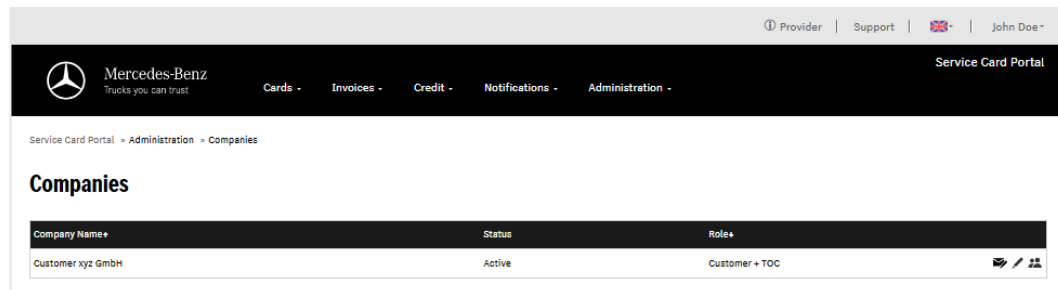 Provider | Support | John Doe
Service Card Portal
Mercedes-Benz
Trucks you can trust
Cards Invoices Credit Notifications Administration
Service Card Portal » Administration » Companies
Companies
Company Name Status Role
Customer xyz GmbH Active Customer + TOC